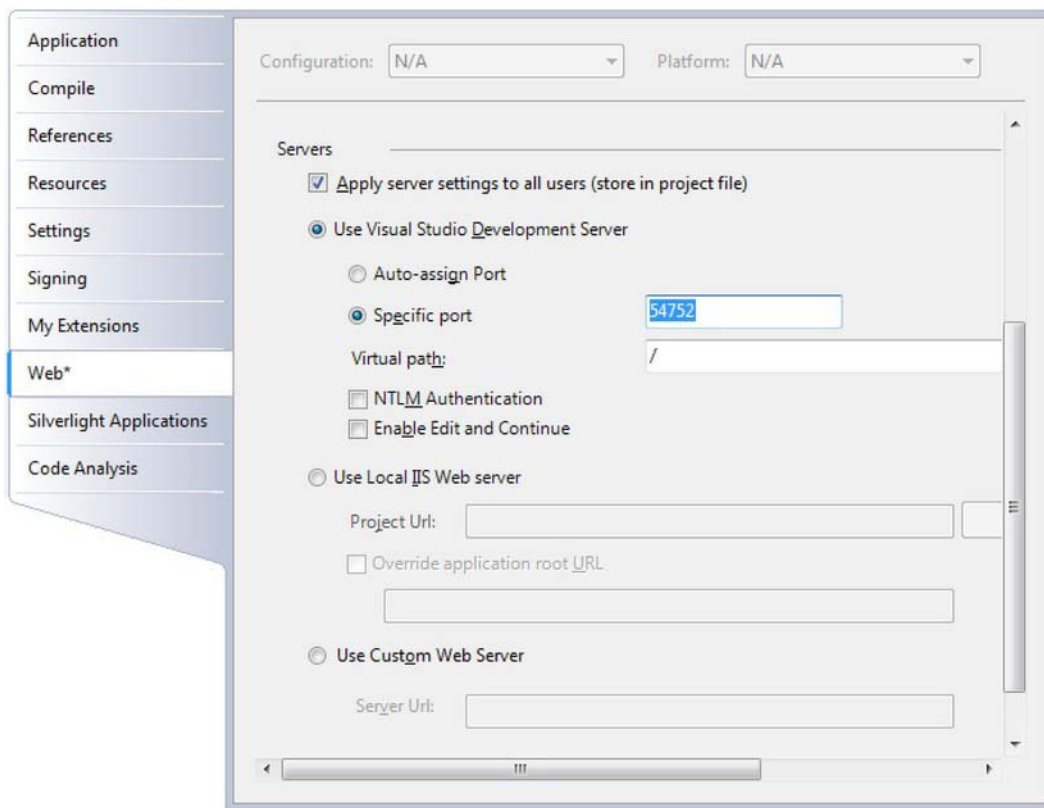 Application
Compile
References
Resources
Settings
Signing
My Extensions
Web*
Silverlight Applications
Code Analysis
Configuration: N/A Platform: N/A
Servers
Apply server settings to all users (store in project file)
Use Visual Studio Development Server
Auto-assign Port
Specific port 54752
Virtual path: /
NTLM Authentication
Enable Edit and Continue
Use Local IIS Web server
Project Url:
Override application root URL
Use Custom Web Server
Server Url: